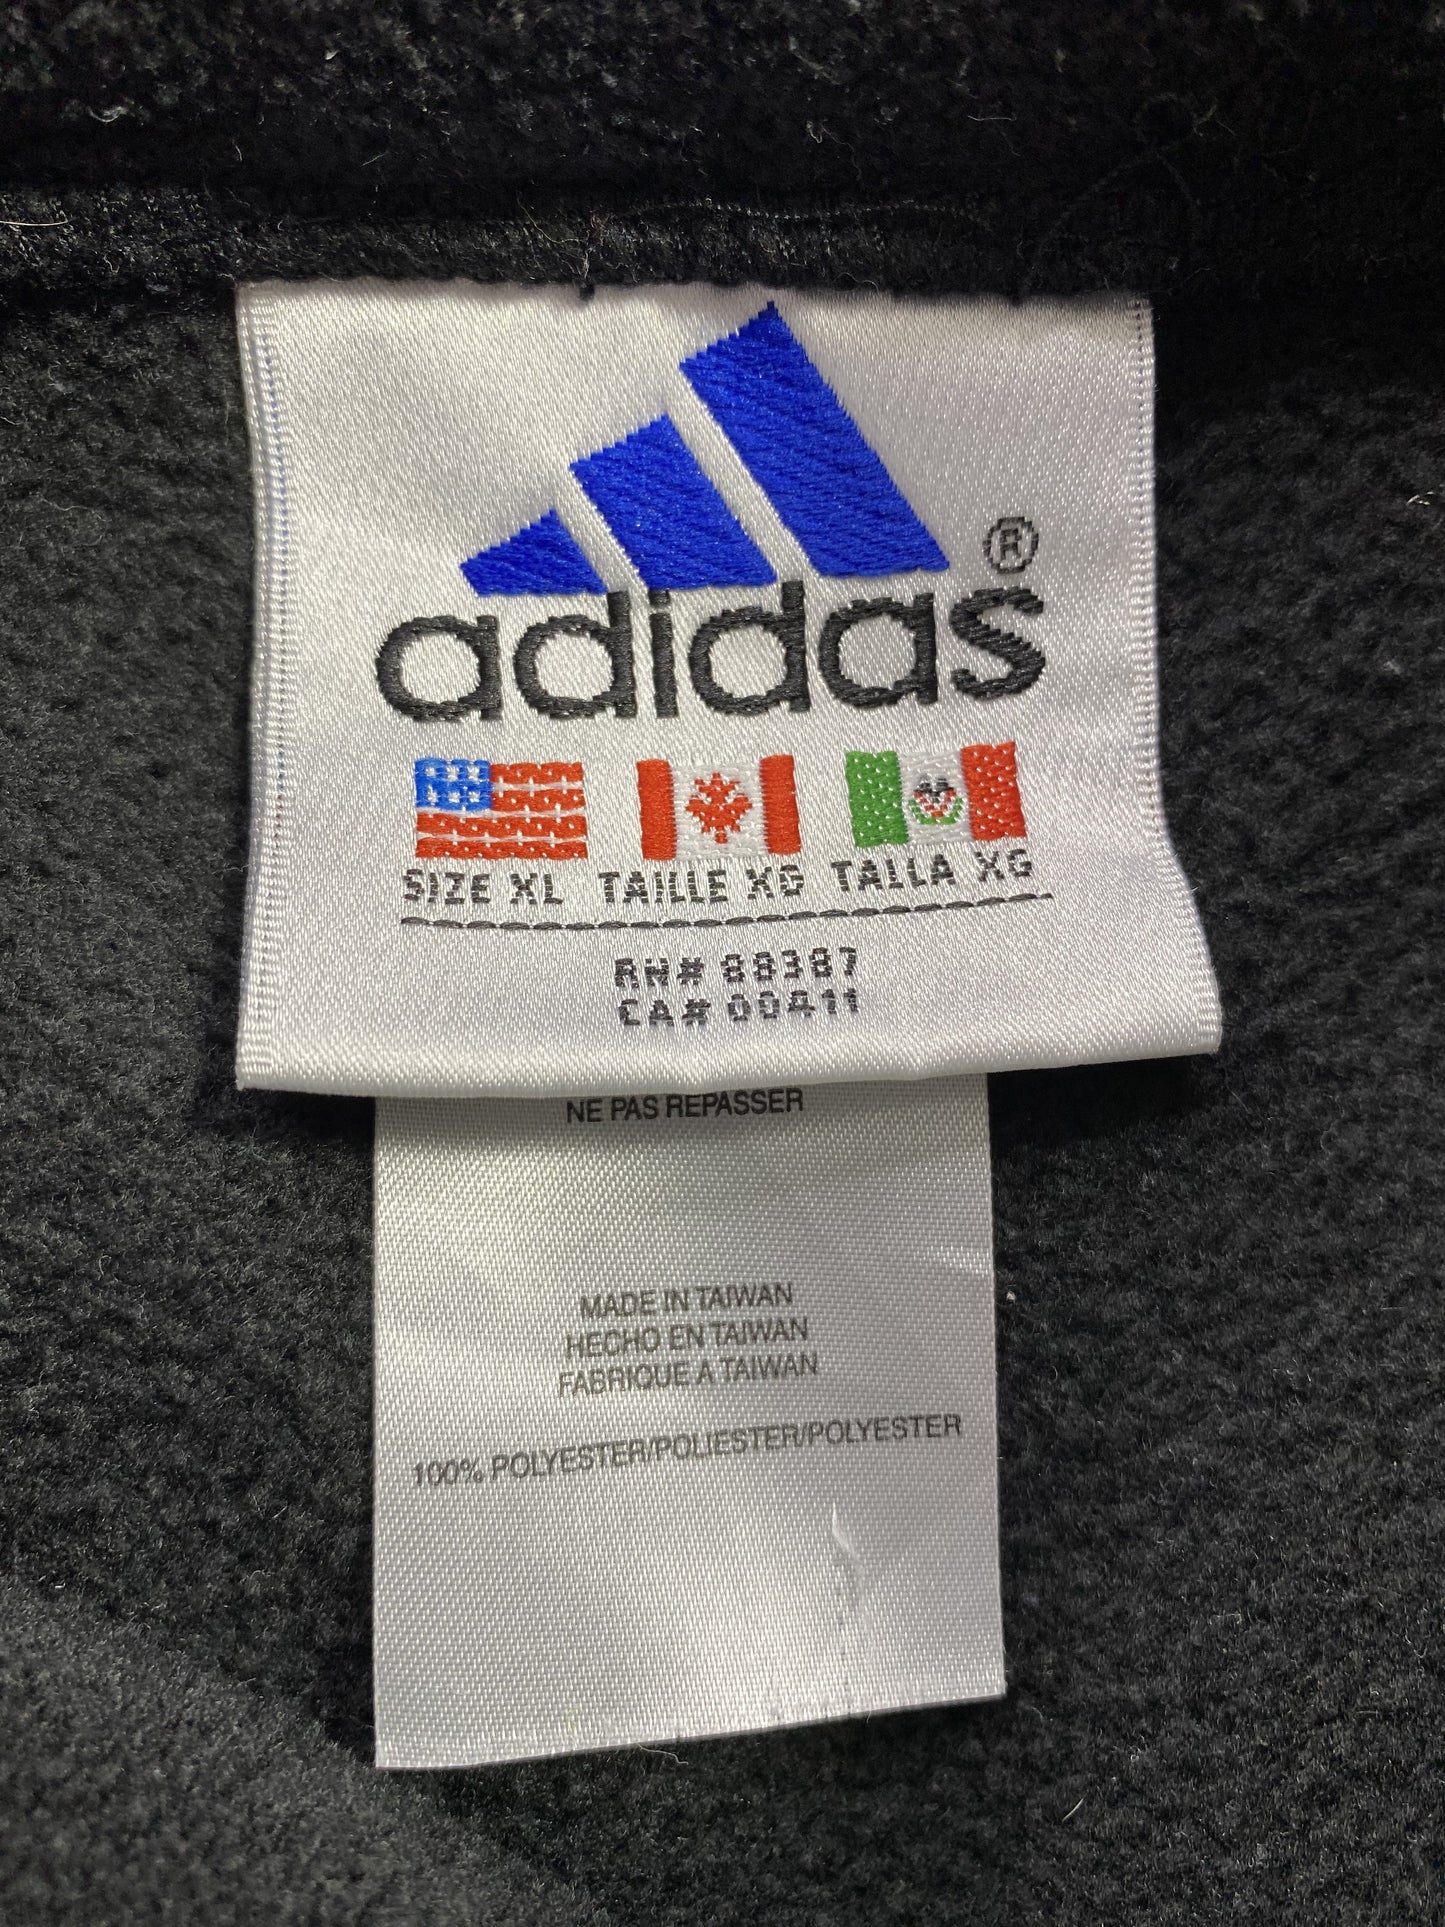 ®
adidas
SIZE XL TAILLE XG TALLA XG
RN# 88387
CA# 00411
NE PAS REPASSER
MADE IN TAIWAN
HECHO EN TAIWAN
FABRIQUE A TAIWAN
100% POLYESTER/POLIESTER/POLYESTER